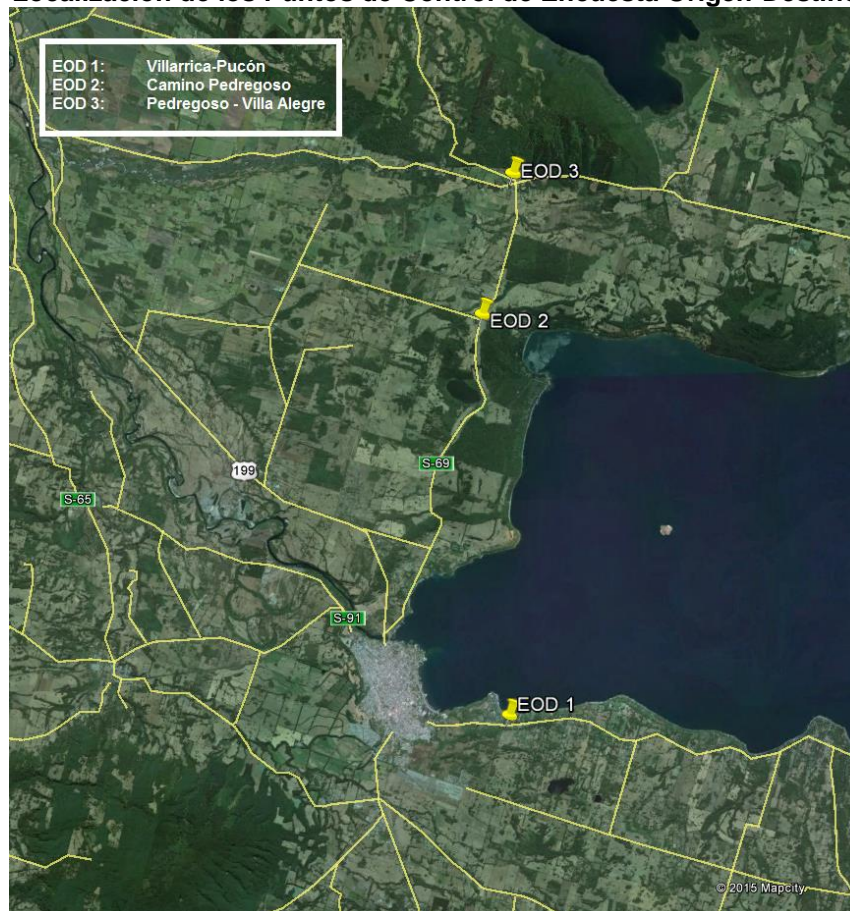 Localización de los Puntos de Control de Encuesta Origen-Destino
EOD 1: Villarrica-Pucón
EOD 2: Camino Pedregoso
EOD 3: Pedregoso - Villa Alegre
EOD 3
EOD 2
S-69
199
S-65
S-91
EOD 1
© 2015 Mapcity